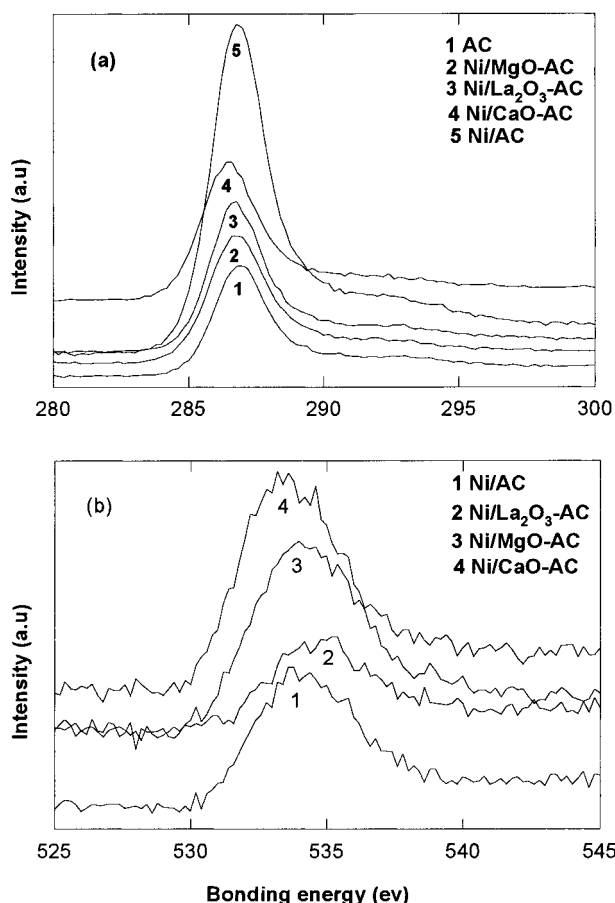 (a)
1 AC
2 Ni/MgO-AC
3 Ni/La₂O₃-AC
4 Ni/CaO-AC
5 Ni/AC
5
4
3
2
1
Intensity (a.u)
280 285 290 295 300
(b)
1 Ni/AC
2 Ni/La₂O₃-AC
3 Ni/MgO-AC
4 Ni/CaO-AC
4
3
2
1
Intensity (a.u)
525 530 535 540 545
Bonding energy (ev)